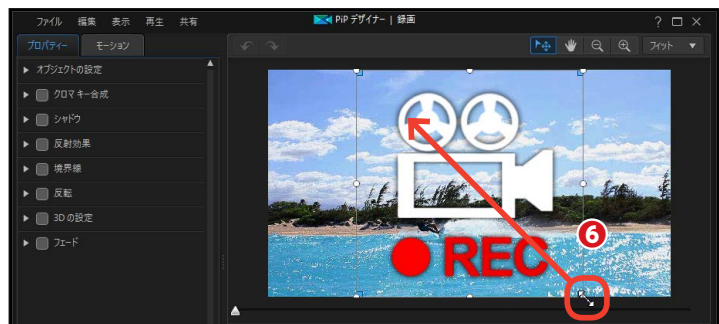 ファイル 編集 表示 再生 共有 PiP デザイナー | 録画 ?
プロパティー モーション フィット
オブジェクトの設定
クロマ キー合成
シャドウ
反射効果
境界線
反転
3D の設定
フェード
6
REC